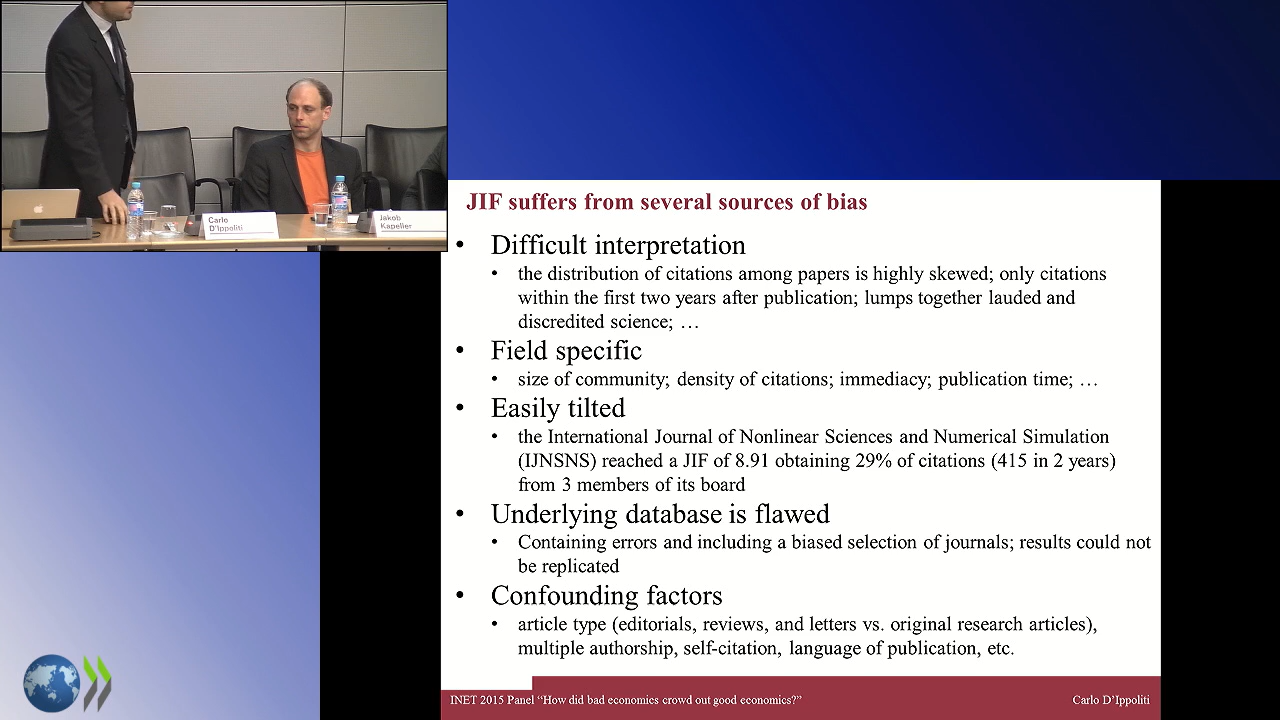 Carlo
D'Ippoliti
Jakob
Kapeller
JIF suffers from several sources of bias
• Difficult interpretation
• the distribution of citations among papers is highly skewed; only citations
within the first two years after publication; lumps together lauded and
discredited science; …
• Field specific
• size of community; density of citations; immediacy; publication time; …
• Easily tilted
• the International Journal of Nonlinear Sciences and Numerical Simulation
(IJNSNS) reached a JIF of 8.91 obtaining 29% of citations (415 in 2 years)
from 3 members of its board
• Underlying database is flawed
• Containing errors and including a biased selection of journals; results could not
be replicated
• Confounding factors
• article type (editorials, reviews, and letters vs. original research articles),
multiple authorship, self-citation, language of publication, etc.
INET 2015 Panel “How did bad economics crowd out good economics?”
Carlo D’Ippoliti